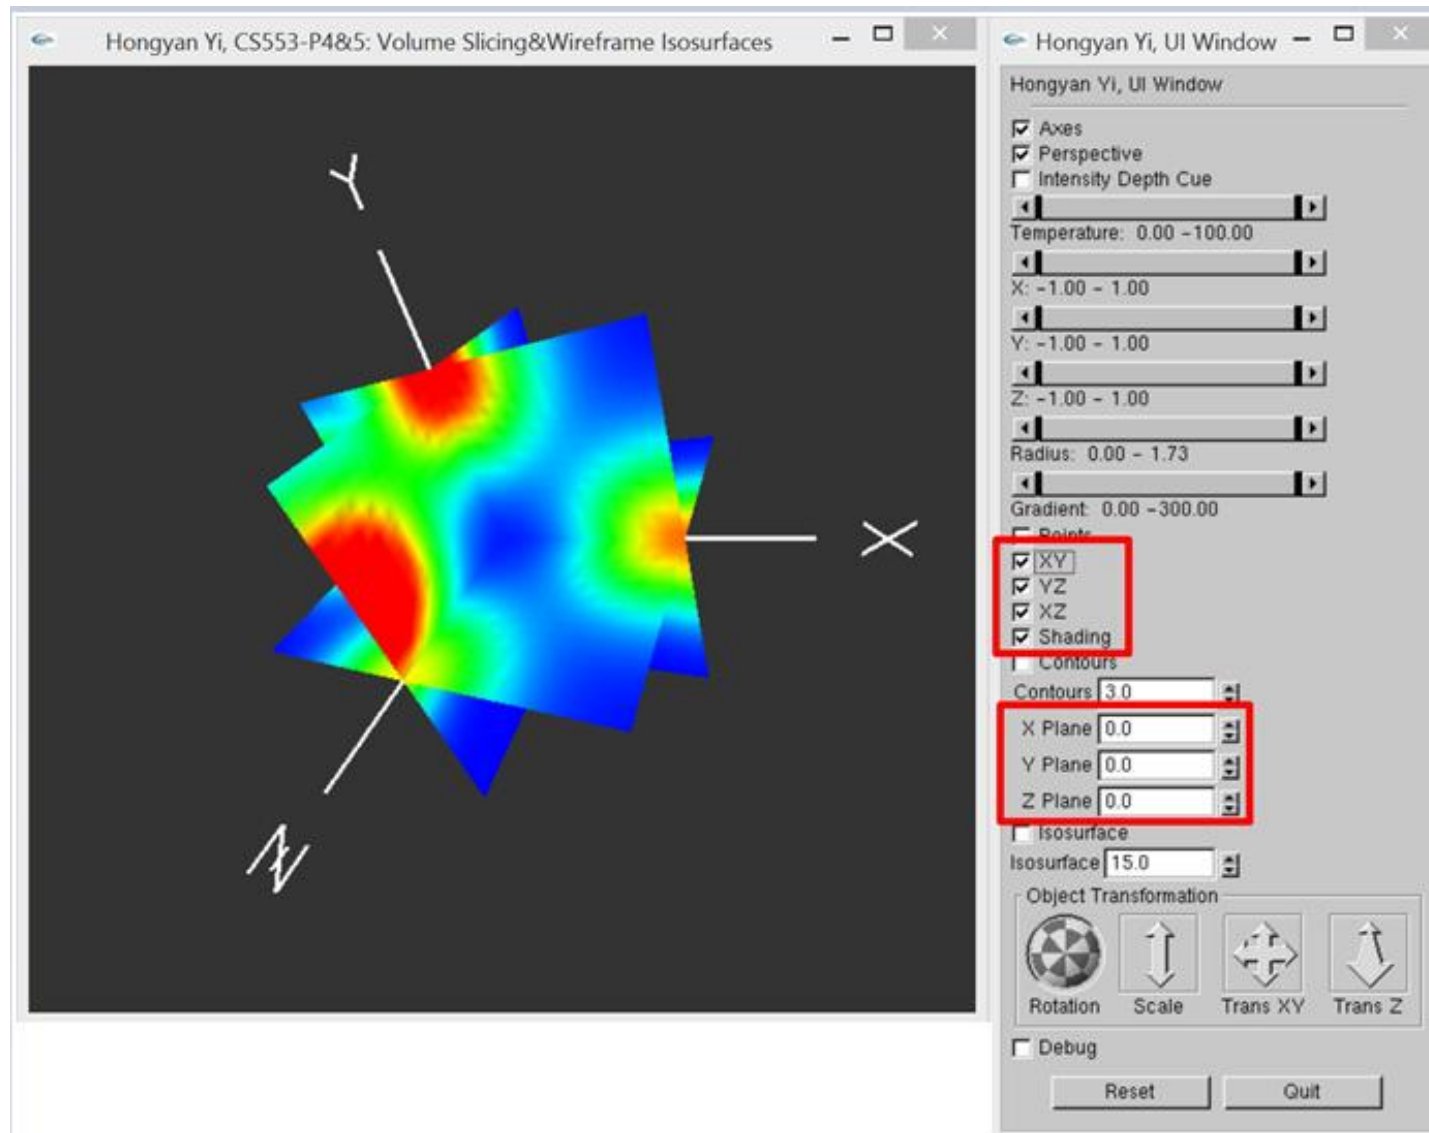 Hongyan Yi, CS553-P4&5: Volume Slicing&Wireframe Isosurfaces
Y
X
Z
Hongyan Yi, UI Window
Hongyan Yi, UI Window
Axes
Perspective
Intensity Depth Cue
Temperature: 0.00 -100.00
X: -1.00 - 1.00
Y: -1.00 - 1.00
Z: -1.00 - 1.00
Radius: 0.00 - 1.73
Gradient: 0.00 -300.00
Points
XY
YZ
XZ
Shading
Contours
Contours 3.0
X Plane 0.0
Y Plane 0.0
Z Plane 0.0
Isosurface
Isosurface 15.0
Object Transformation
Rotation Scale Trans XY Trans Z
Debug
Reset Quit